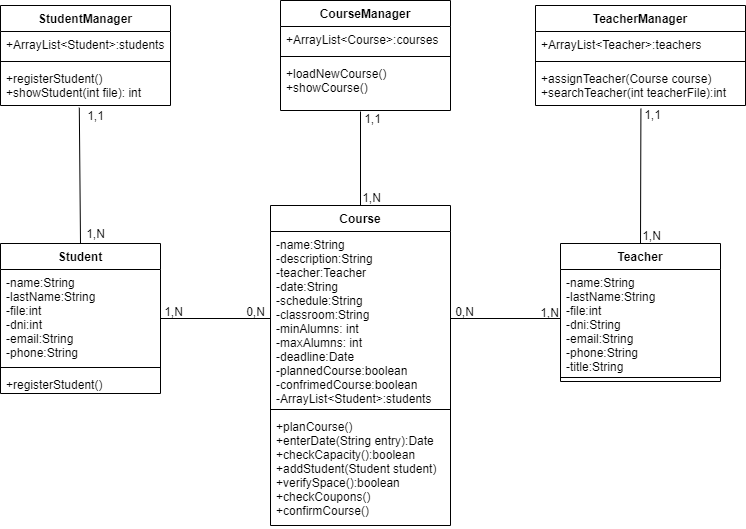 StudentManager
+ArrayList<Student>:students
+registerStudent()
+showStudent(int file): int
1,1
1,N
CourseManager
+ArrayList<Course>:courses
+loadNewCourse()
+showCourse()
1,1
1,N
TeacherManager
+ArrayList<Teacher>:teachers
+assignTeacher(Course course)
+searchTeacher(int teacherFile):int
1,1
1,N
Student
-name:String
-lastName:String
-file:int
-dni:int
-email:String
-phone:String
+registerStudent()
1,N
0,N
Course
-name:String
-description:String
-teacher:Teacher
-date:String
-schedule:String
-classroom:String
-minAlumns: int
-maxAlumns: int
-deadline:Date
-plannedCourse:boolean
-confrimedCourse:boolean
-ArrayList<Student>:students
+planCourse()
+enterDate(String entry):Date
+checkCapacity():boolean
+addStudent(Student student)
+verifySpace():boolean
+checkCoupons()
+confirmCourse()
0,N
1,N
Teacher
-name:String
-lastName:String
-file:int
-dni:String
-email:String
-phone:String
-title:String